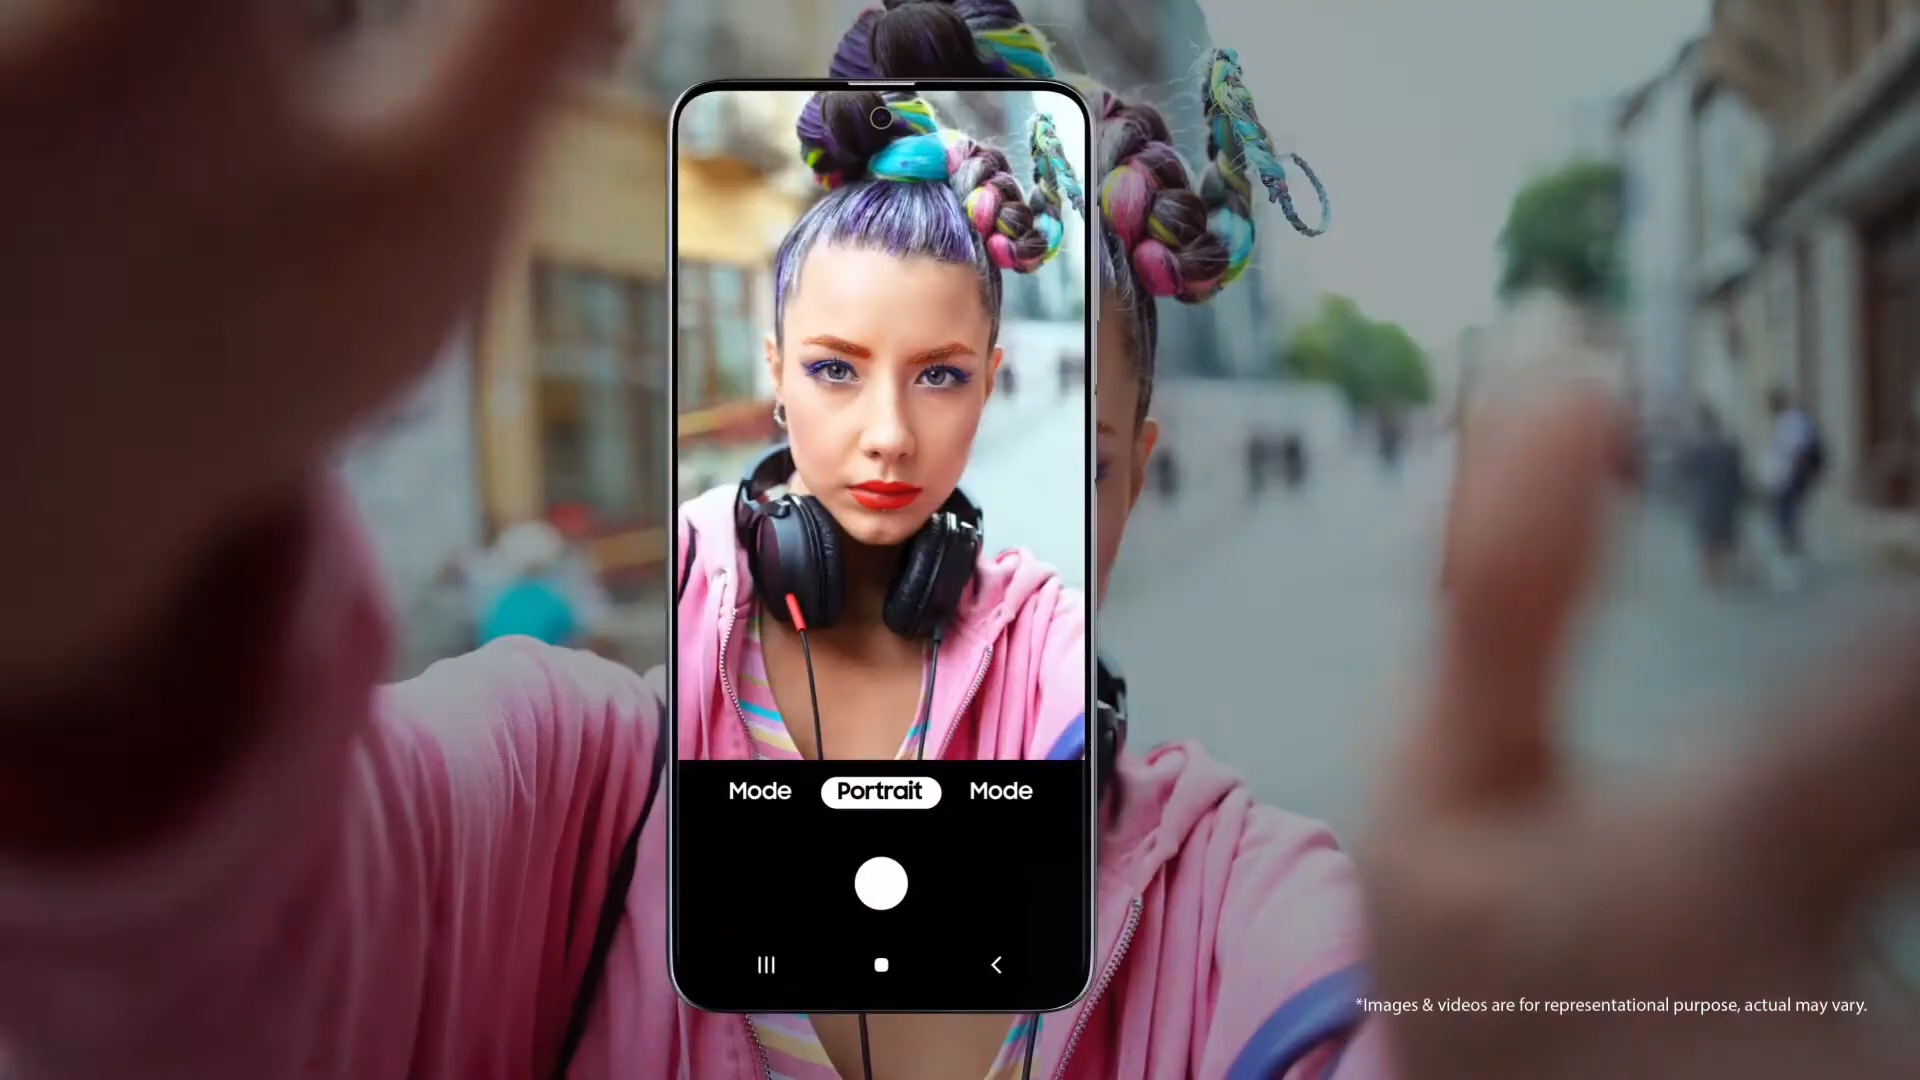 Mode Portrait Mode
*Images & videos are for representational purpose, actual may vary.